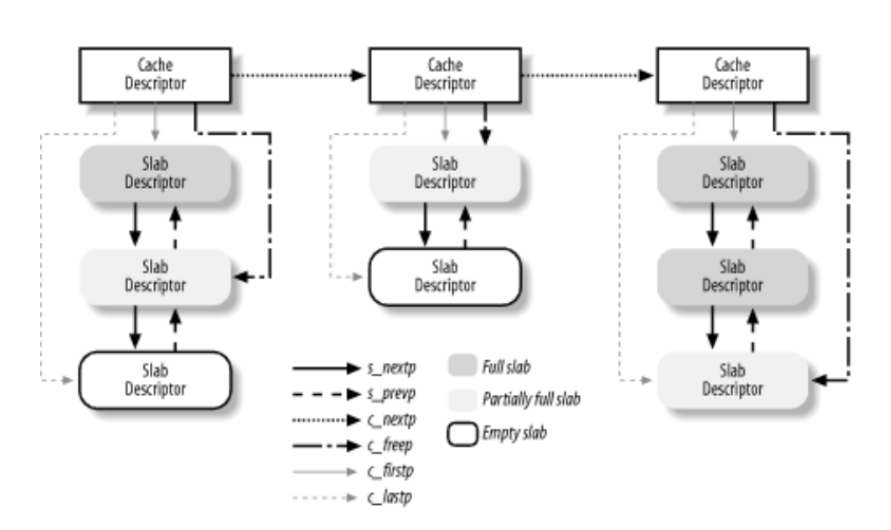 Cache
Descriptor
Cache
Descriptor
Cache
Descriptor
Slab
Descriptor
Slab
Descriptor
Slab
Descriptor
Slab
Descriptor
Slab
Descriptor
Slab
Descriptor
Slab
Descriptor
Slab
Descriptor
s_nextp
s_prevp
c_nextp
c_freep
c_firstp
c_lastp
Full slab
Partially full slab
Empty slab